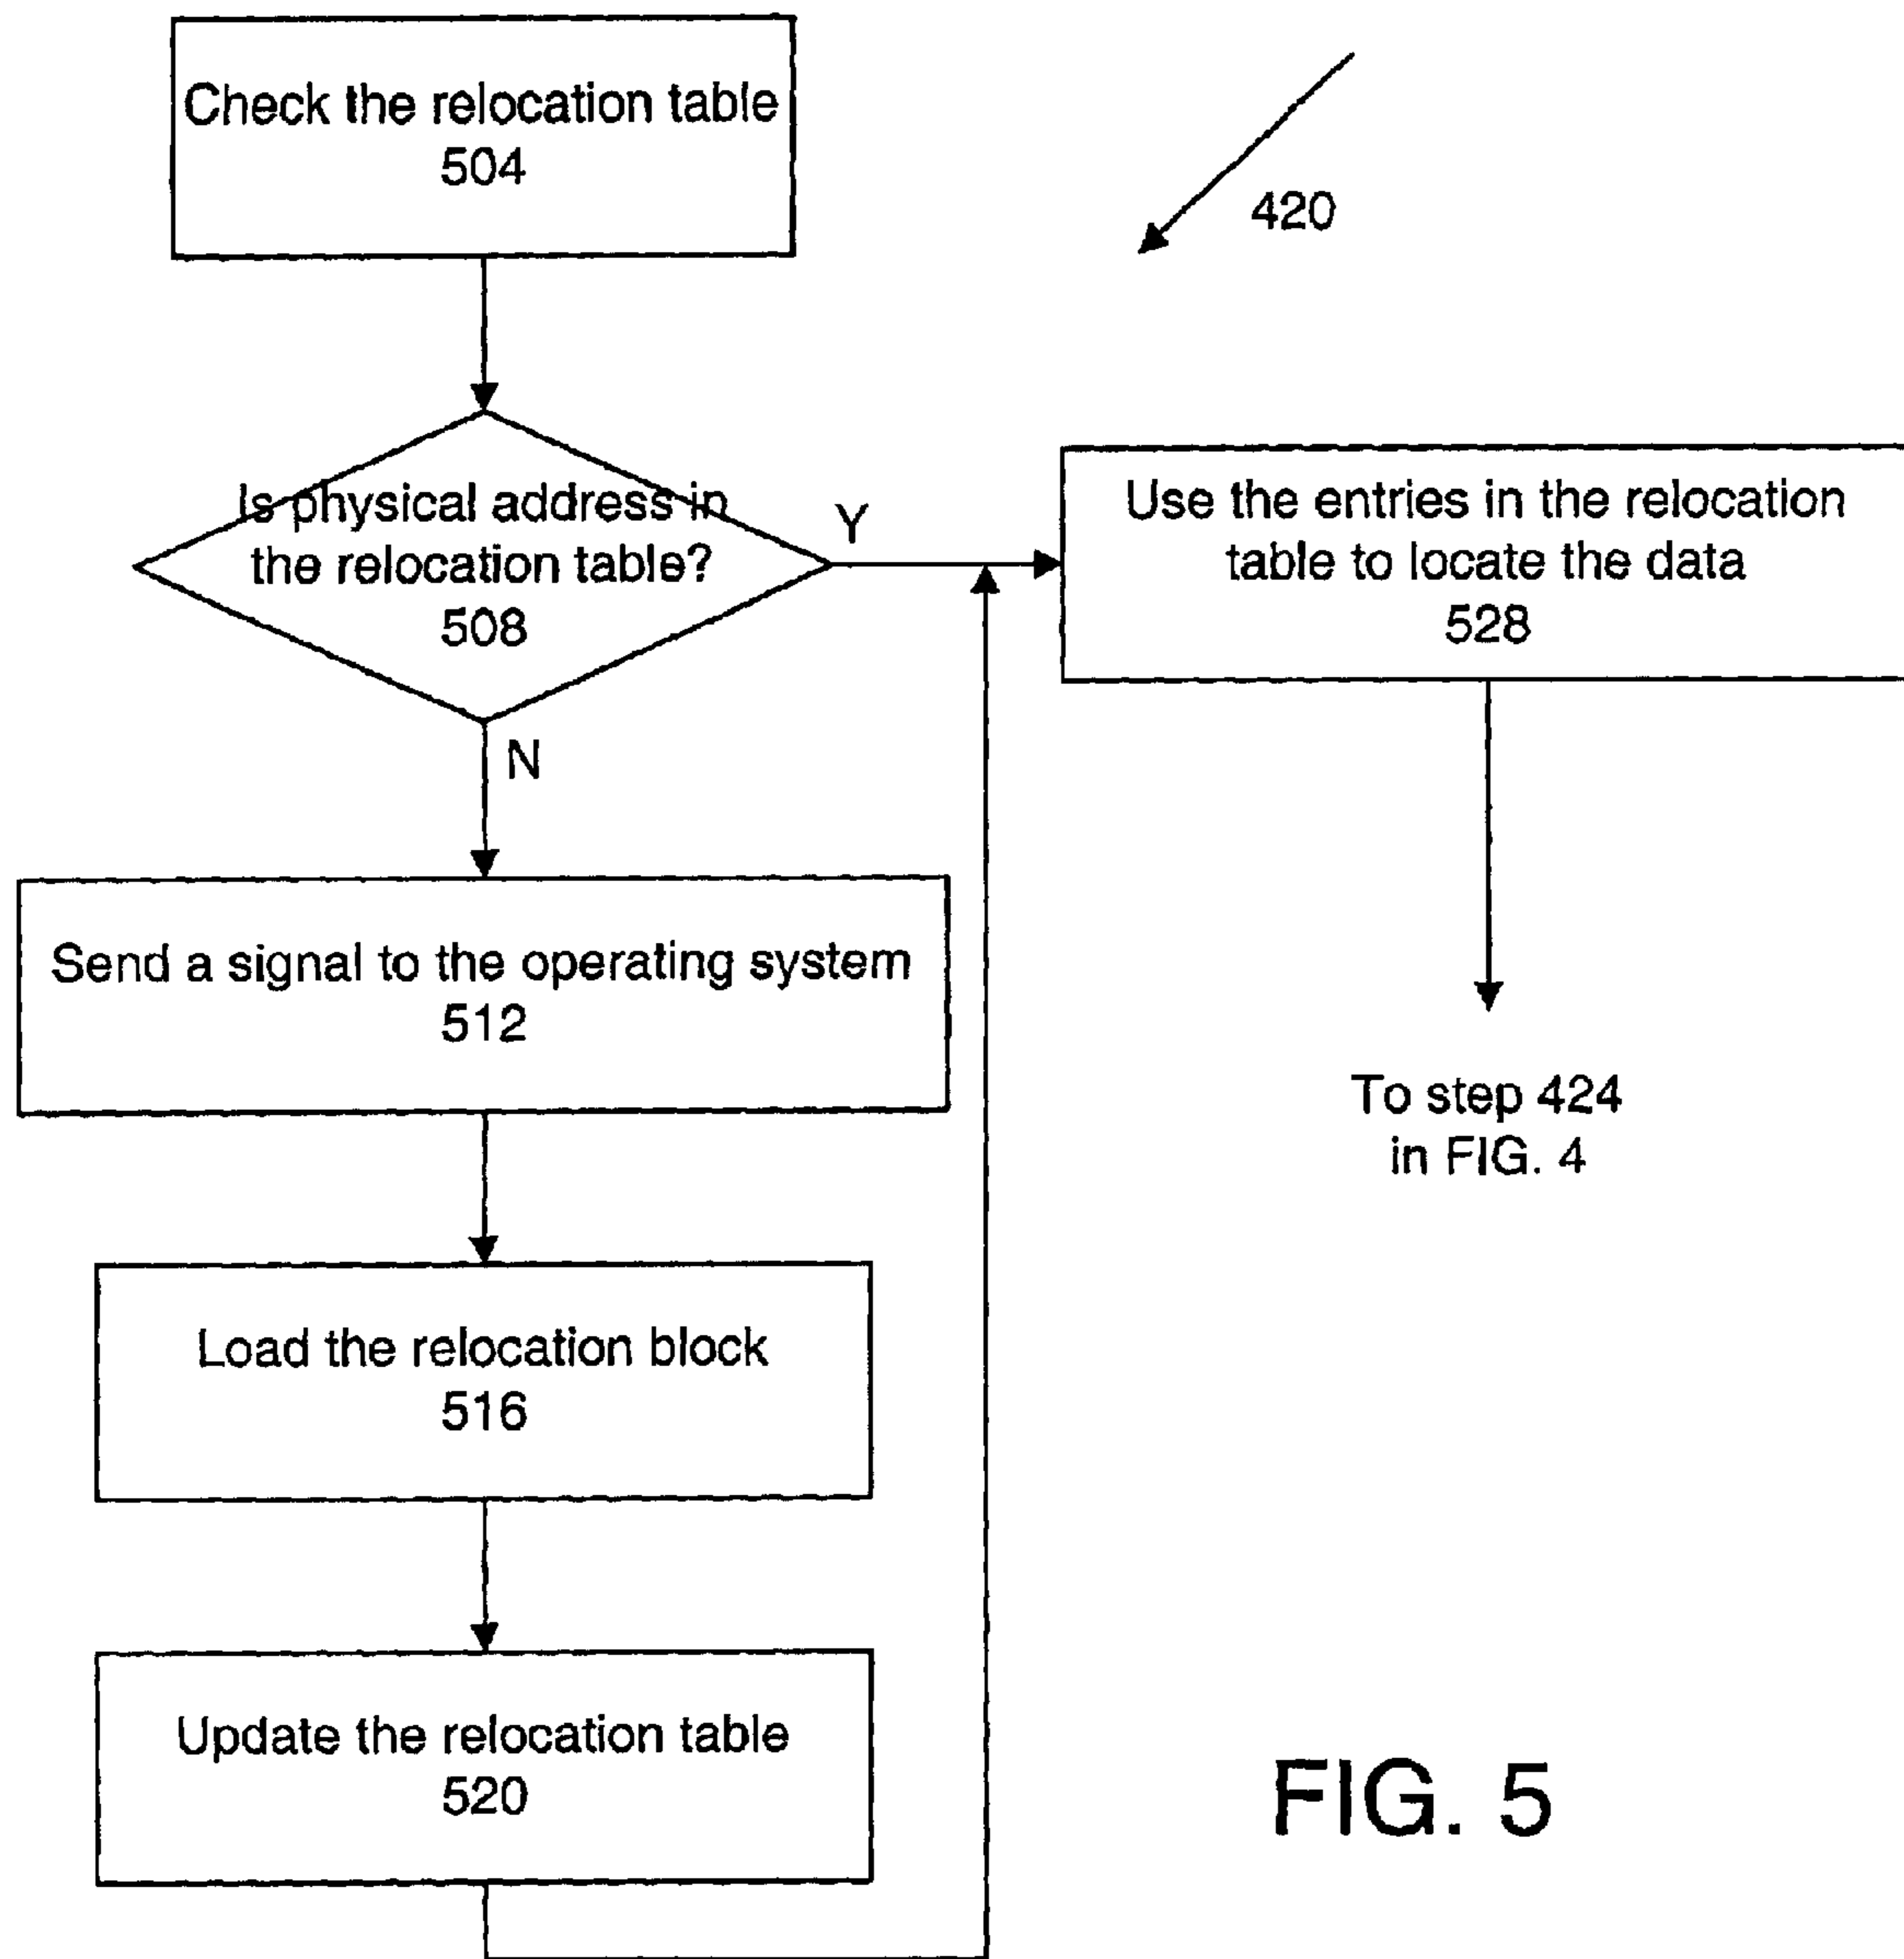 Check the relocation table
504
420
Is physical address in
the relocation table?
508
Y
N
Use the entries in the relocation
table to locate the data
528
Send a signal to the operating system
512
To step 424
in FIG. 4
Load the relocation block
516
Update the relocation table
520
FIG. 5